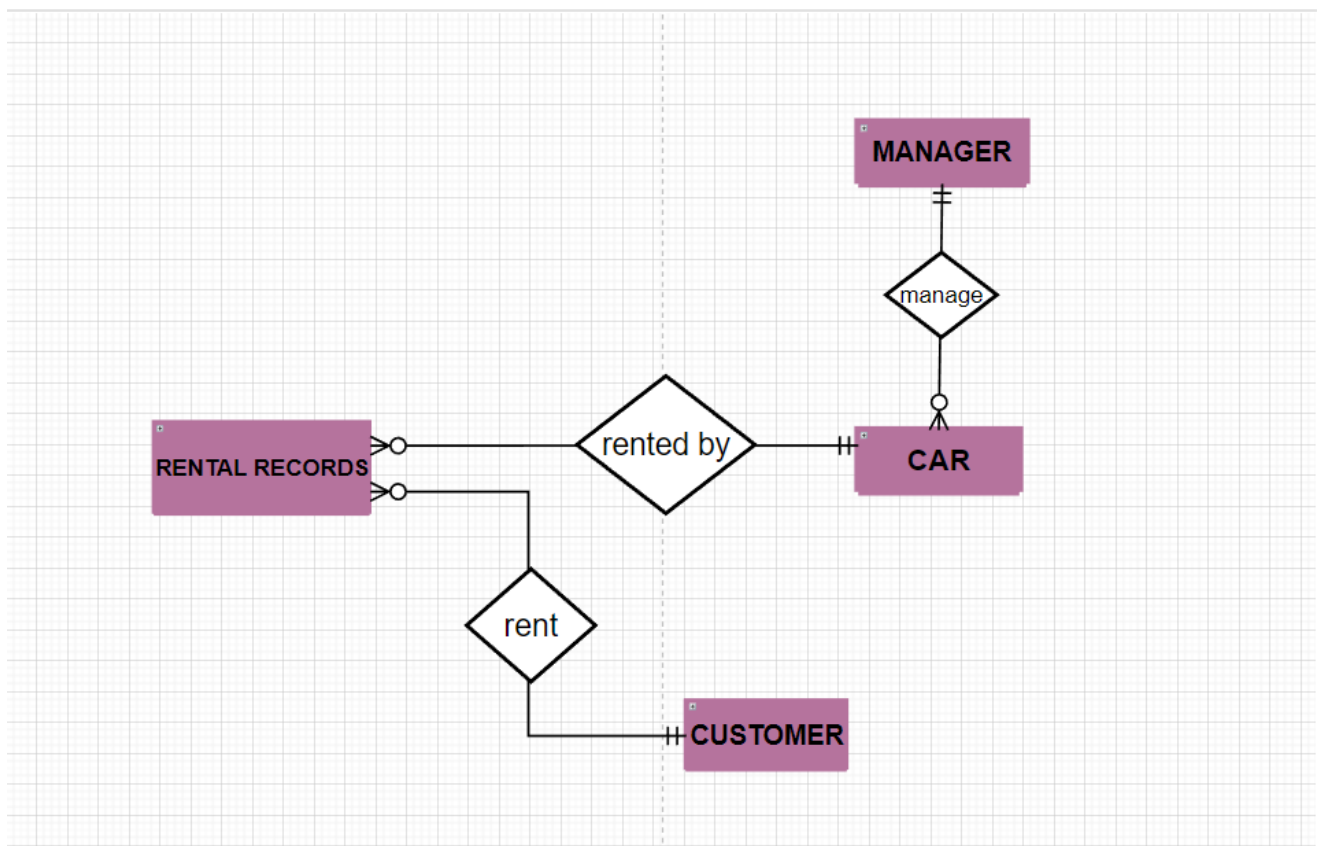 MANAGER
manage
RENTAL RECORDS
rented by
CAR
rent
CUSTOMER